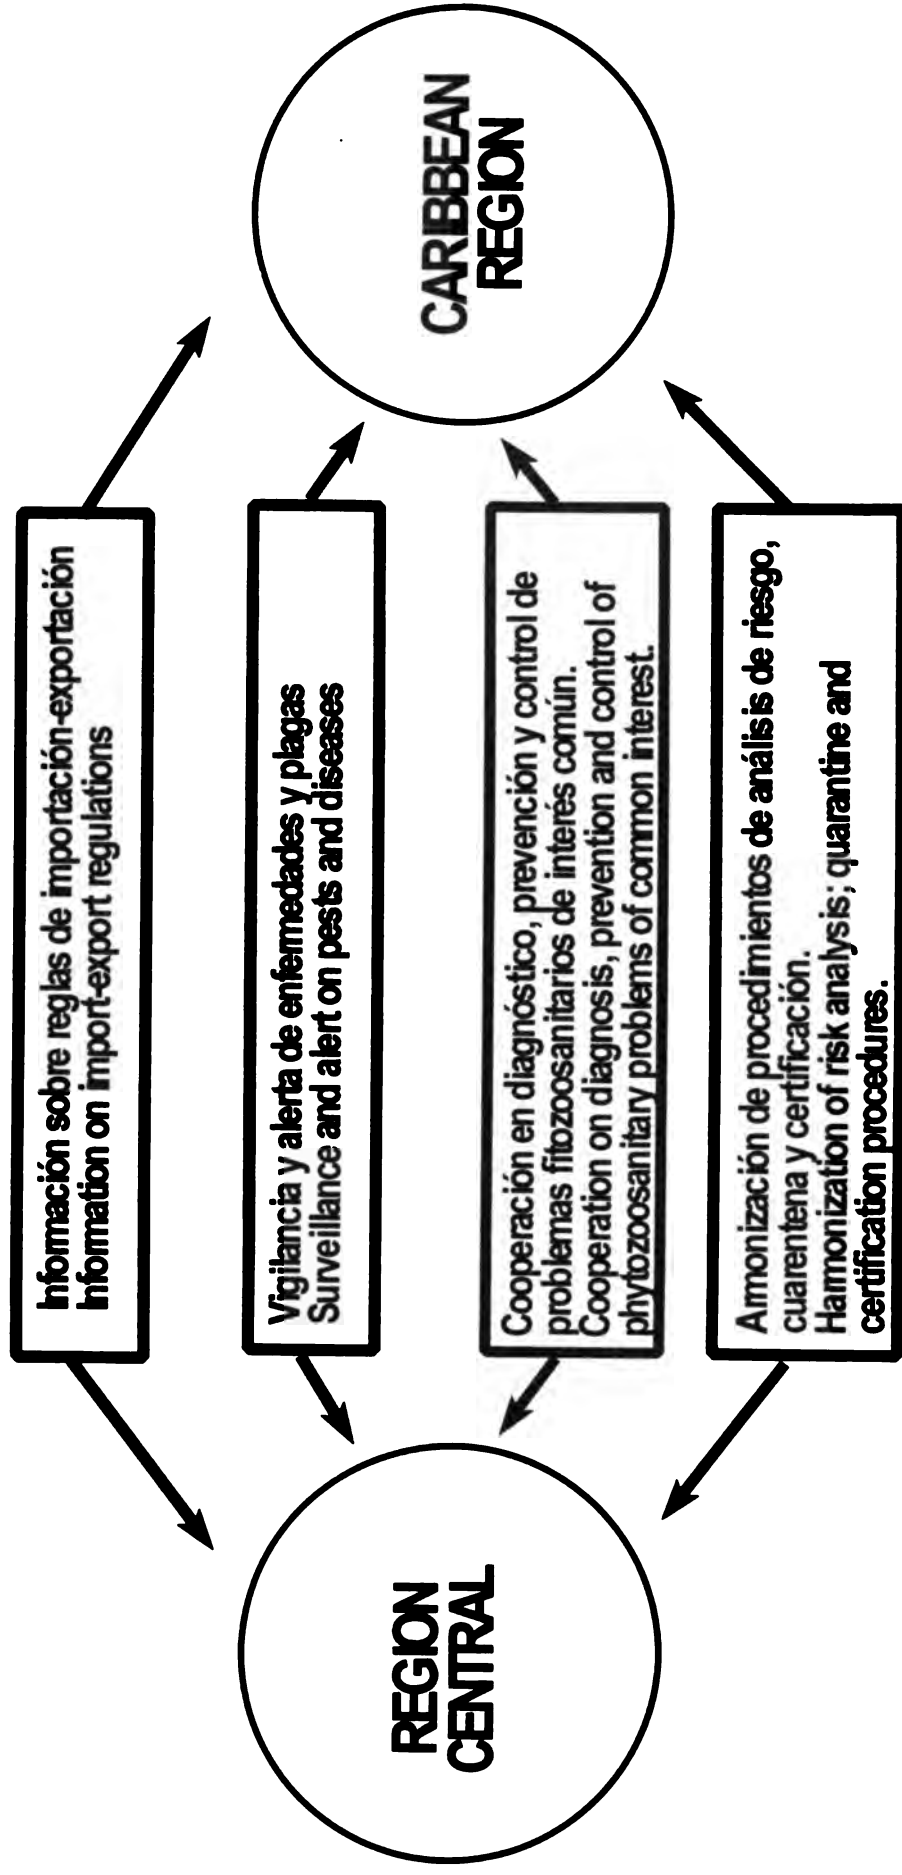 REGION
CENTRAL
Información sobre reglas de importación-exportación
Information on import-export regulations
Vigilancia y alerta de enfermedades y plagas
Surveillance and alert on pests and diseases
Cooperación en diagnóstico, prevención y control de
problemas fitozoosanitarios de interés común.
Cooperation on diagnosis, prevention and control of
phytozoosanitary problems of common interest.
Armonización de procedimientos de análisis de riesgo,
cuarentena y certificación.
Harmonization of risk analysis; quarantine and
certification procedures.
CARIBBEAN
REGION